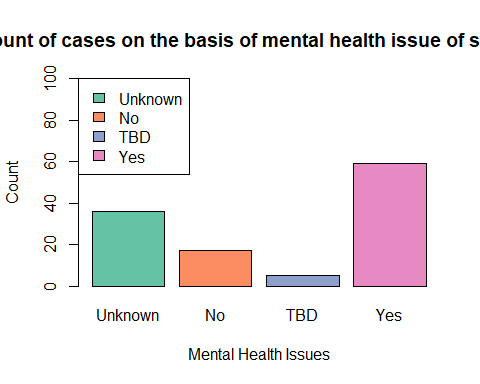 ount of cases on the basis of mental health issue of s
100
80
60
40
20
0
Count
Unknown
No
TBD
Yes
Unknown No TBD Yes
Mental Health Issues